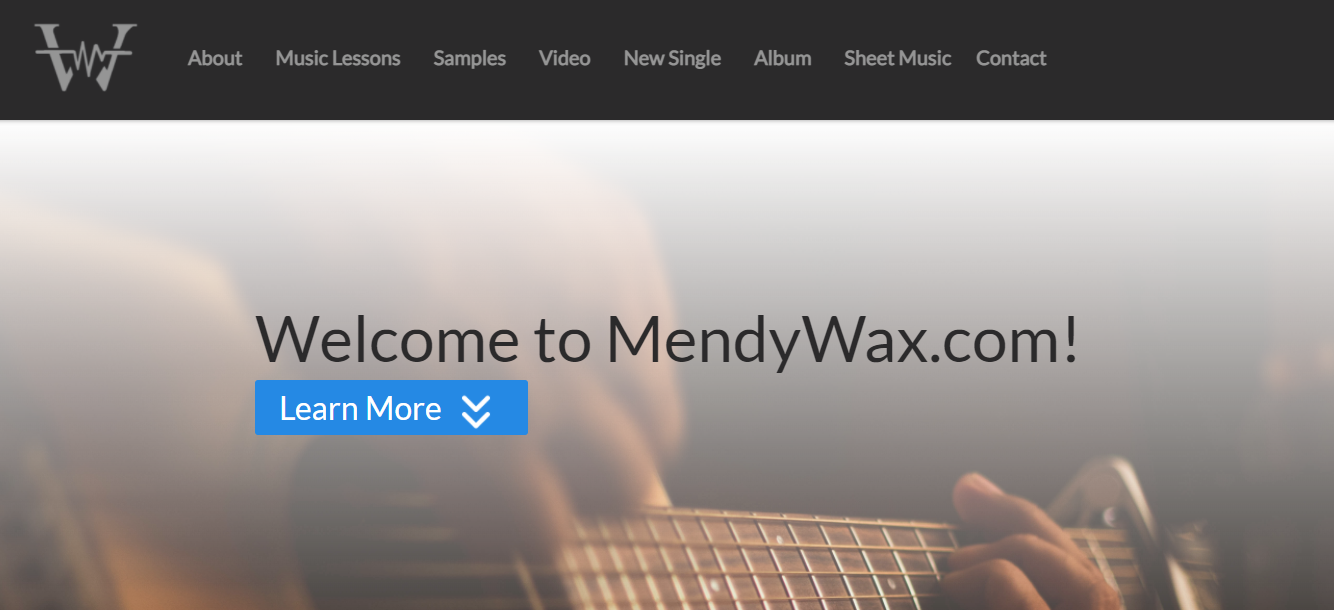 W
About Music Lessons Samples Video New Single Album Sheet Music Contact
Welcome to MendyWax.com!
Learn More